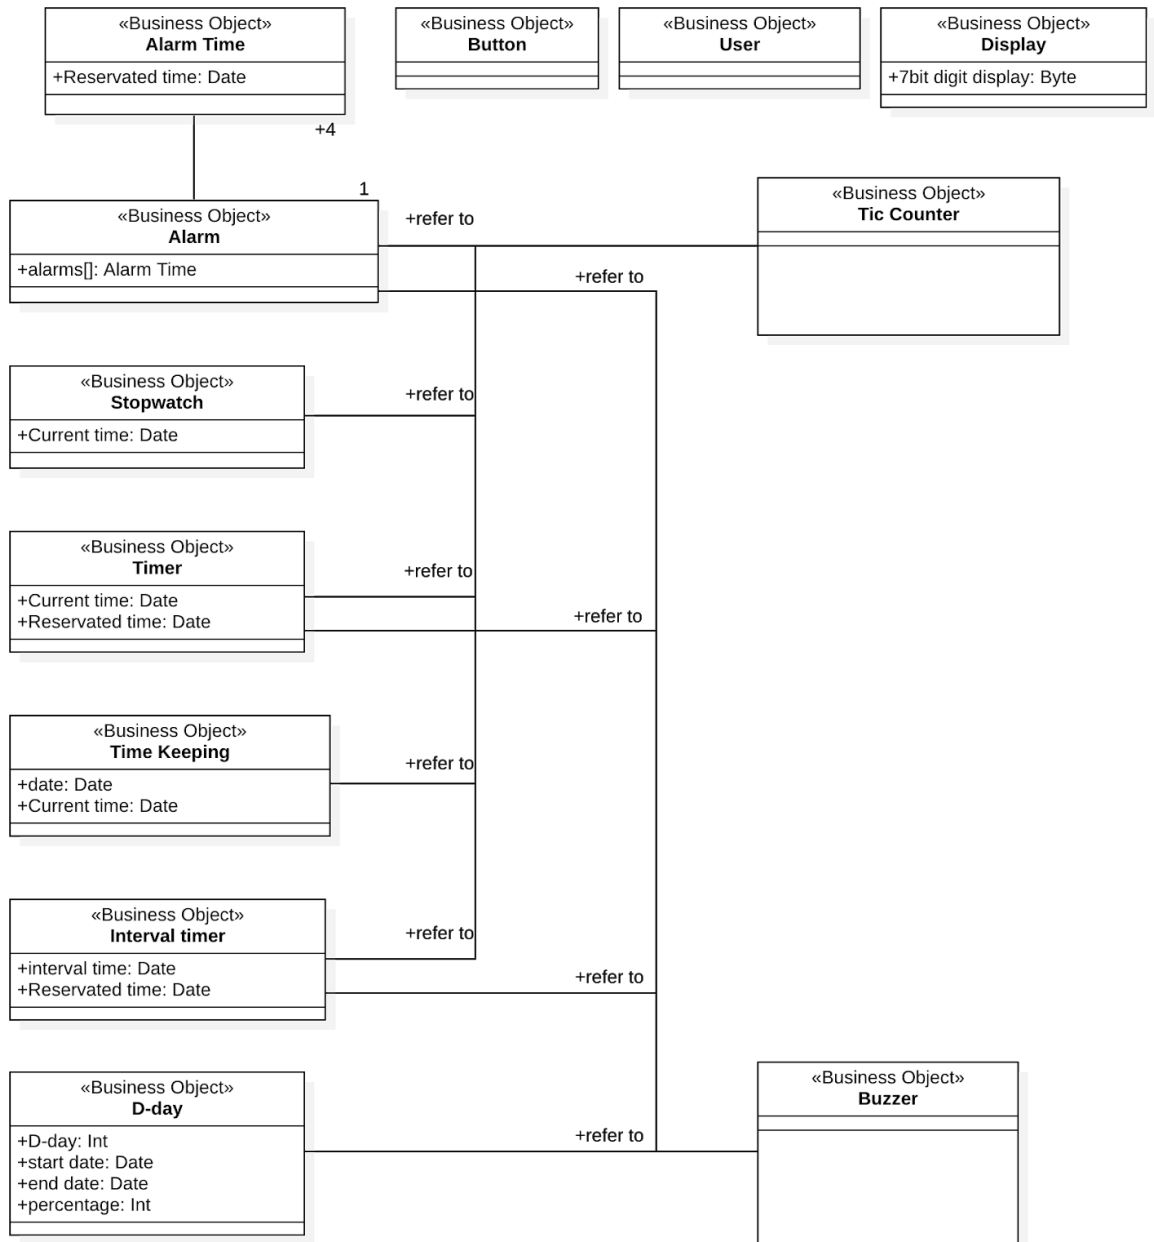 «Business Object»
Alarm Time
+Reservated time: Date
«Business Object»
Button
«Business Object»
User
«Business Object»
Display
+7bit digit display: Byte
+4
1
«Business Object»
Alarm
+alarms[]: Alarm Time
+refer to
+refer to
«Business Object»
Tic Counter
«Business Object»
Stopwatch
+Current time: Date
+refer to
«Business Object»
Timer
+Current time: Date
+Reservated time: Date
+refer to
+refer to
«Business Object»
Time Keeping
+date: Date
+Current time: Date
+refer to
«Business Object»
Interval timer
+interval time: Date
+Reservated time: Date
+refer to
+refer to
«Business Object»
D-day
+D-day: Int
+start date: Date
+end date: Date
+percentage: Int
+refer to
«Business Object»
Buzzer